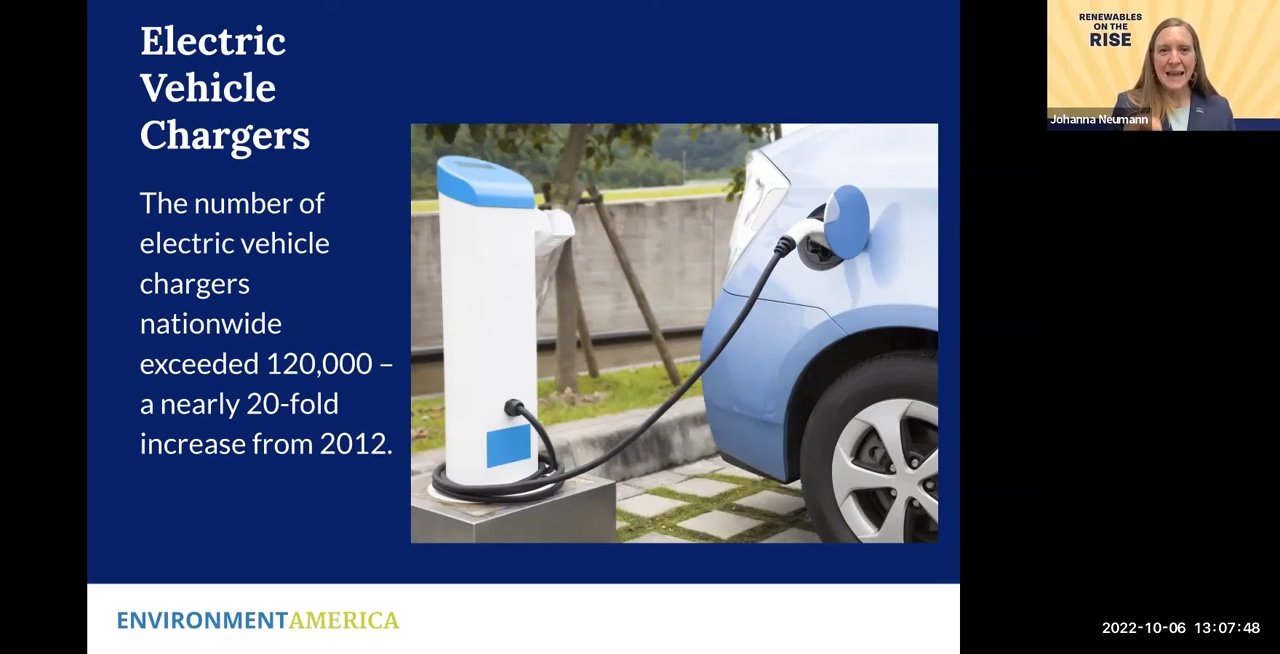 Electric
Vehicle
Chargers
The number of
electric vehicle
chargers
nationwide
exceeded 120,000 –
a nearly 20-fold
increase from 2012.
ENVIRONMENTAMERICA
RENEWABLES
ON THE
RISE
Johanna Neumann
2022-10-06 13:07:48